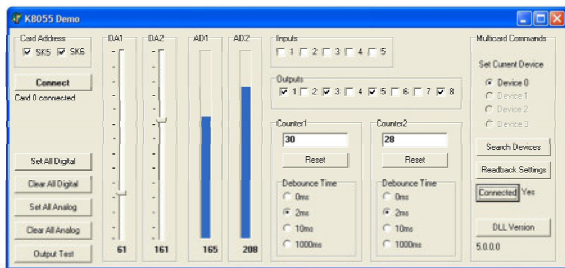 K8055 Demo
Card Address
SK5 SK6
Connect
Card 0 connected
Set All Digital
Clear All Digital
Set All Analog
Clear All Analog
Output Test
DA1 DA2 AD1 AD2
61 161 165 208
Inputs
1 2 3 4 5
Outputs
1 2 3 4 5 6 7 8
Counter1
30
Reset
Debounce Time
0ms
2ms
10ms
1000ms
Counter2
28
Reset
Debounce Time
0ms
2ms
10ms
1000ms
Multicard Commands
Set Current Device
Device 0
Device 1
Device 2
Device 3
Search Devices
Readback Settings
Connected Yes
DLL Version
5.0.0.0